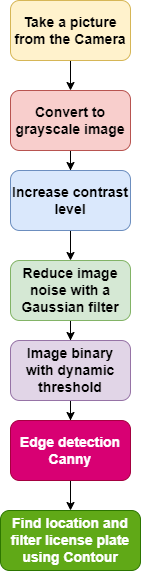 Take a picture
from the Camera
Convert to
grayscale image
Increase contrast
level
Reduce image
noise with a
Gaussian filter
Image binary
with dynamic
threshold
Edge detection
Canny
Find location and
filter license plate
using Contour